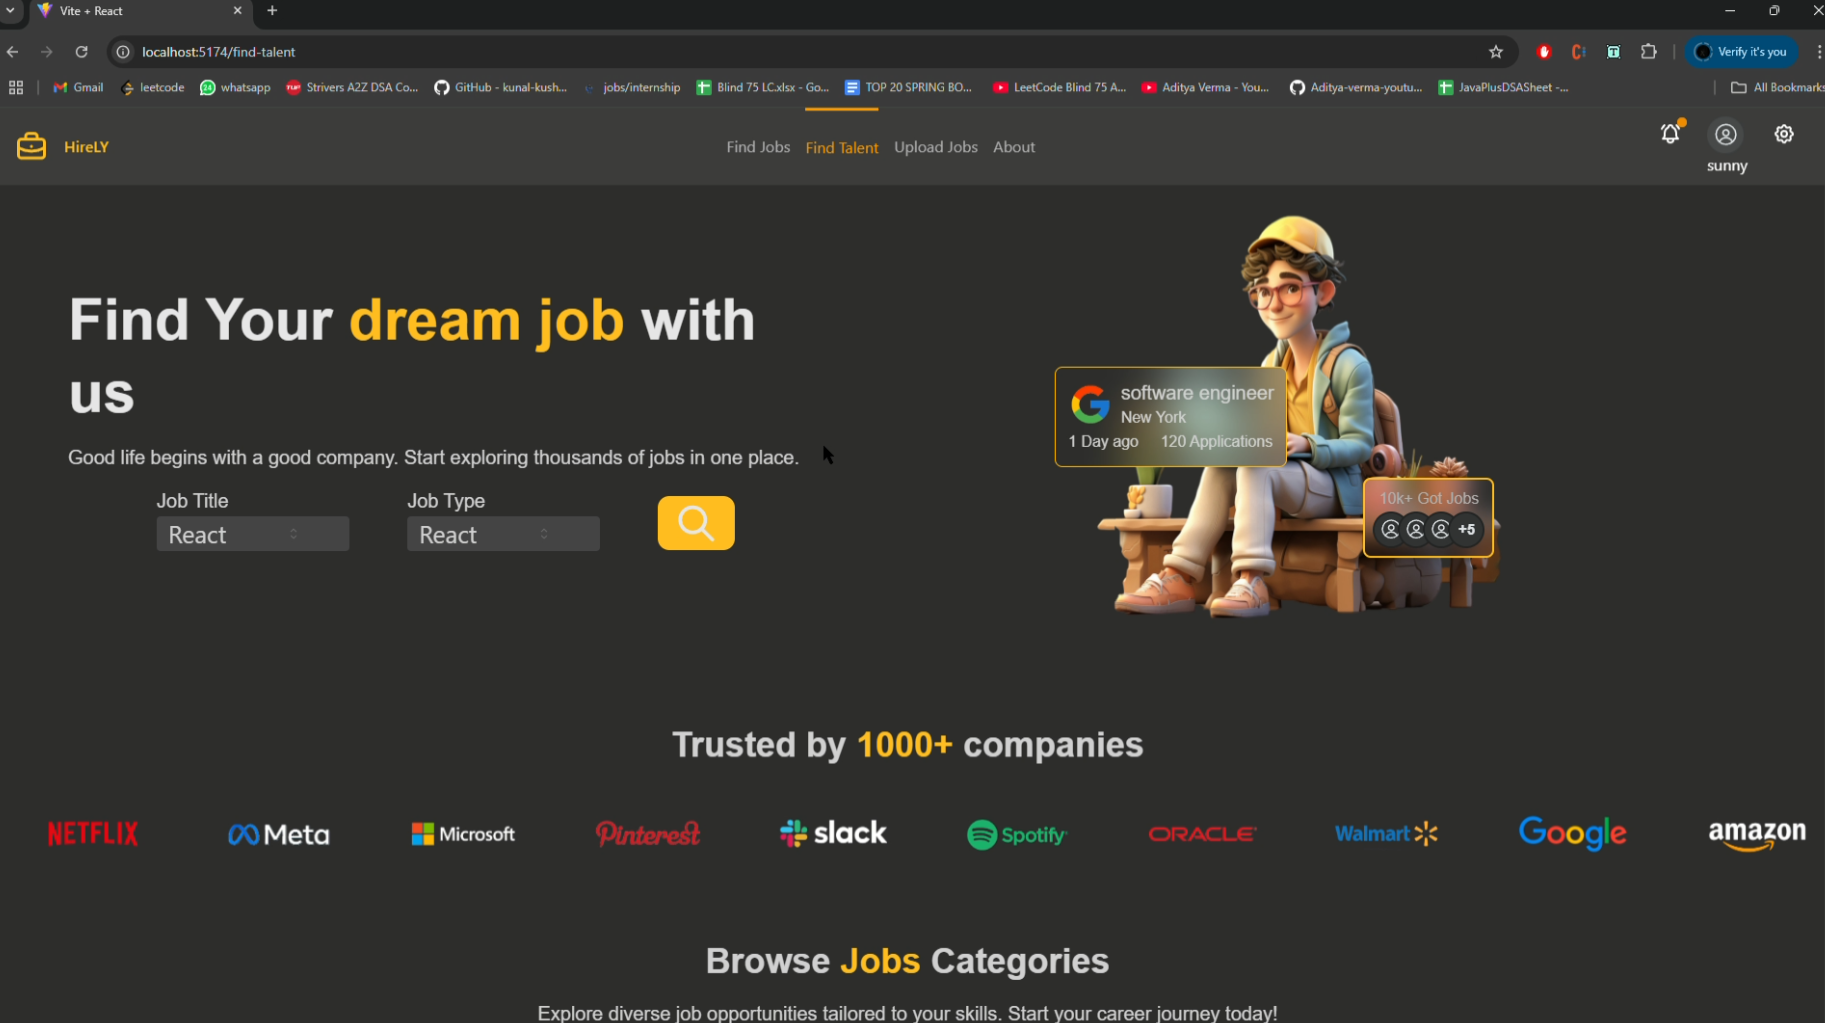 Vite + React
localhost:5174/find-talent
Verify it's you
Gmail
leetcode
whatsapp
Strivers A2Z DSA Co...
GitHub - kunal-kush...
jobs/internship
Blind 75 LC.xlsx - Go...
TOP 20 SPRING BO...
LeetCode Blind 75 A...
Aditya Verma - You...
Aditya-verma-youtu...
JavaPlusDSASheet -...
All Bookmarks
HireLY
Find Jobs
Find Talent
Upload Jobs
About
sunny
Find Your dream job with
us
Good life begins with a good company. Start exploring thousands of jobs in one place.
Job Title
Job Type
React
React
software engineer
New York
1 Day ago 120 Applications
10k+ Got Jobs
+5
Trusted by 1000+ companies
NETFLIX
Meta
Microsoft
Pinterest
slack
Spotify
ORACLE
Walmart
Google
amazon
Browse Jobs Categories
Explore diverse job opportunities tailored to your skills. Start your career journey today!